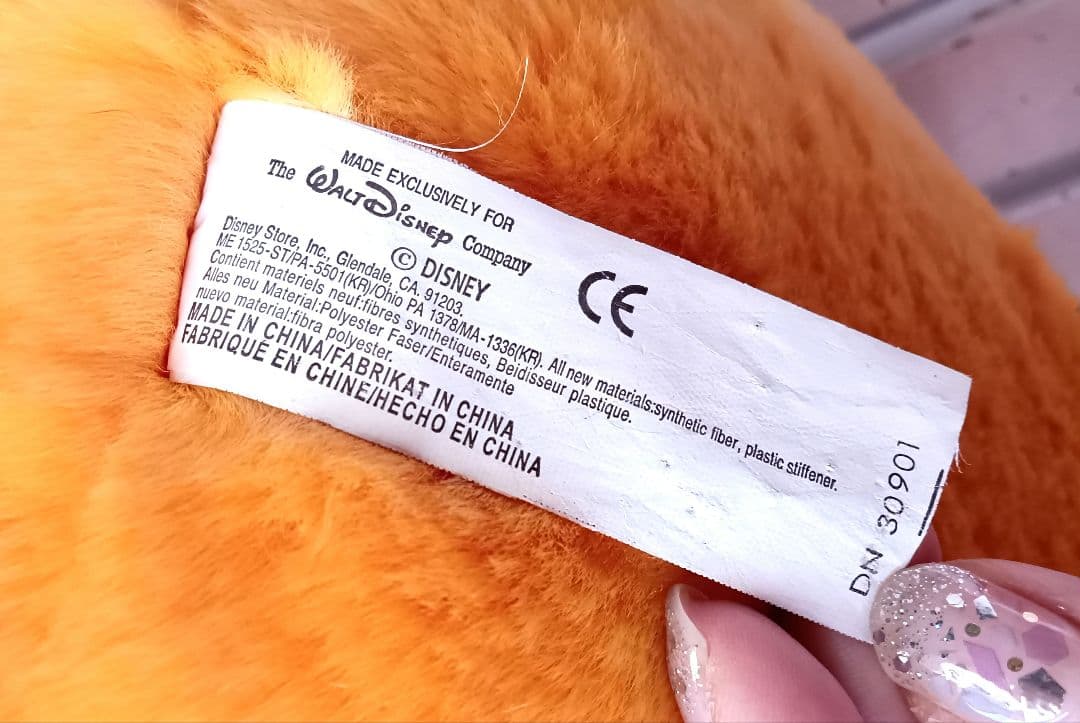 MADE EXCLUSIVELY FOR
The WALT DISNEY Company
© DISNEY
CE
Disney Store, Inc., Glendale, CA. 91203.
ME 1525-ST/PA-5501(KR)/Ohio PA 1378/MA-1336(KR). All new materials:synthetic fiber, plastic stiffener.
Contient materiels neuf:fibres synthetiques, Beidisseur plastique.
Alles neu Material:Polyester Faser/Enteramente
nuevo material:fibra polyester.
MADE IN CHINA/FABRIKAT IN CHINA
FABRIQUÉ EN CHINE/HECHO EN CHINA
DN 30901